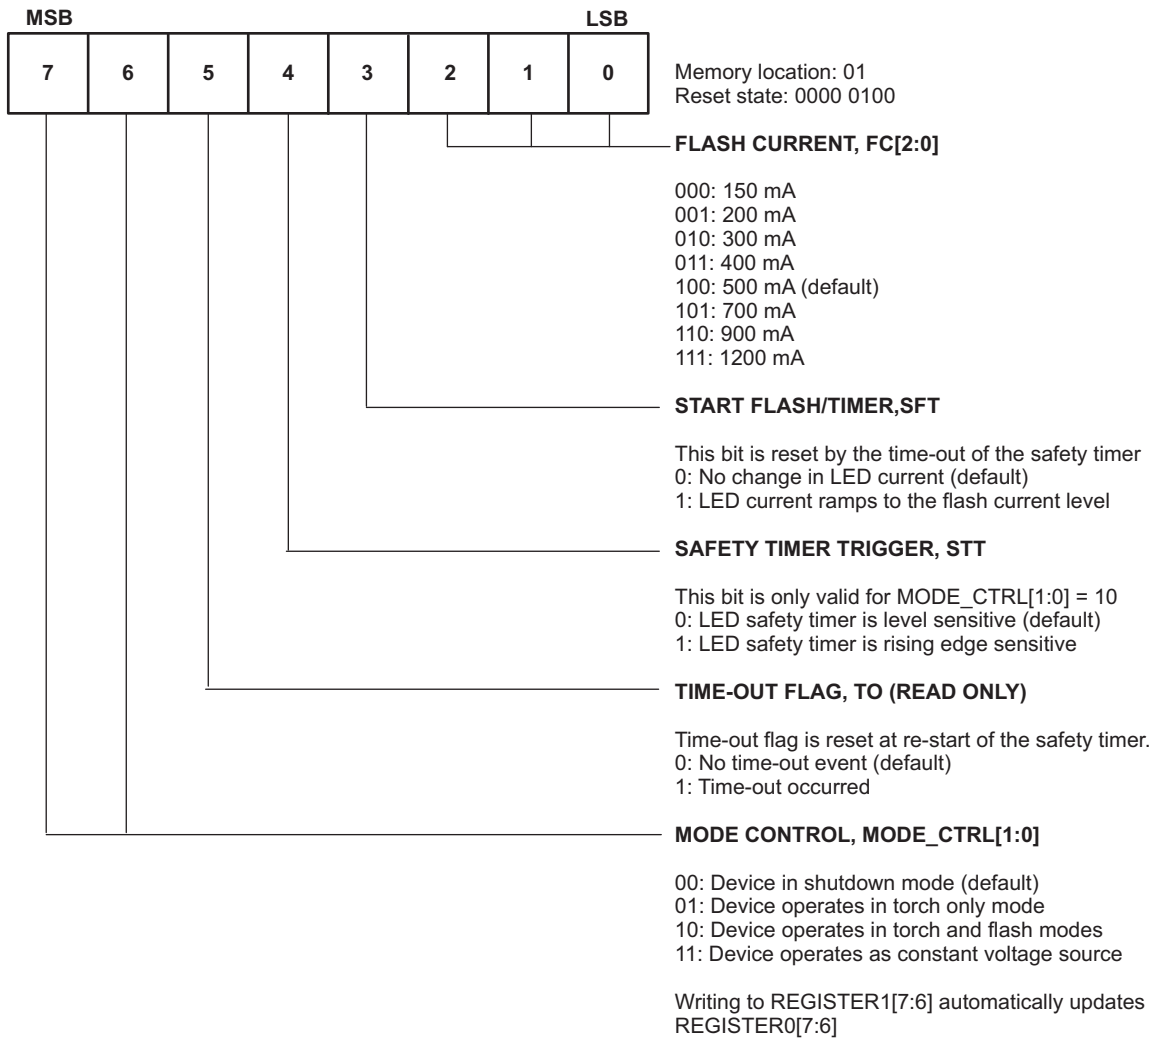 MSB LSB
7 6 5 4 3 2 1 0
Memory location: 01
Reset state: 0000 0100
FLASH CURRENT, FC[2:0]
000: 150 mA
001: 200 mA
010: 300 mA
011: 400 mA
100: 500 mA (default)
101: 700 mA
110: 900 mA
111: 1200 mA
START FLASH/TIMER,SFT
This bit is reset by the time-out of the safety timer
0: No change in LED current (default)
1: LED current ramps to the flash current level
SAFETY TIMER TRIGGER, STT
This bit is only valid for MODE_CTRL[1:0] = 10
0: LED safety timer is level sensitive (default)
1: LED safety timer is rising edge sensitive
TIME-OUT FLAG, TO (READ ONLY)
Time-out flag is reset at re-start of the safety timer.
0: No time-out event (default)
1: Time-out occurred
MODE CONTROL, MODE_CTRL[1:0]
00: Device in shutdown mode (default)
01: Device operates in torch only mode
10: Device operates in torch and flash modes
11: Device operates as constant voltage source
Writing to REGISTER1[7:6] automatically updates
REGISTER0[7:6]